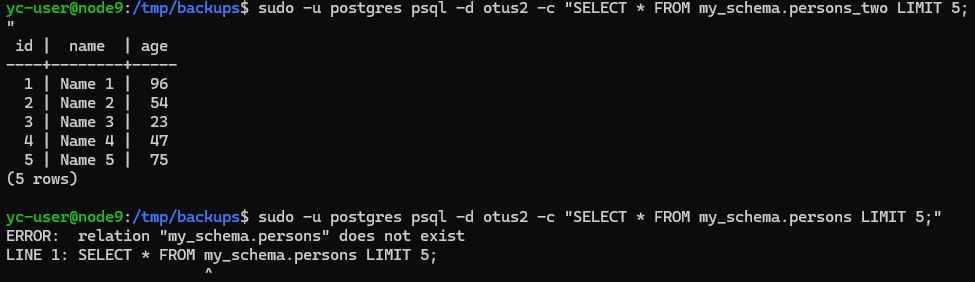 yc-user@node9:/tmp/backups$ sudo -u postgres psql -d otus2 -c "SELECT * FROM my_schema.persons_two LIMIT 5;
"
 id |  name  | age
----+--------+-----
  1 | Name 1 |  96
  2 | Name 2 |  54
  3 | Name 3 |  23
  4 | Name 4 |  47
  5 | Name 5 |  75
(5 rows)

yc-user@node9:/tmp/backups$ sudo -u postgres psql -d otus2 -c "SELECT * FROM my_schema.persons LIMIT 5;"
ERROR:  relation "my_schema.persons" does not exist
LINE 1: SELECT * FROM my_schema.persons LIMIT 5;
                      ^